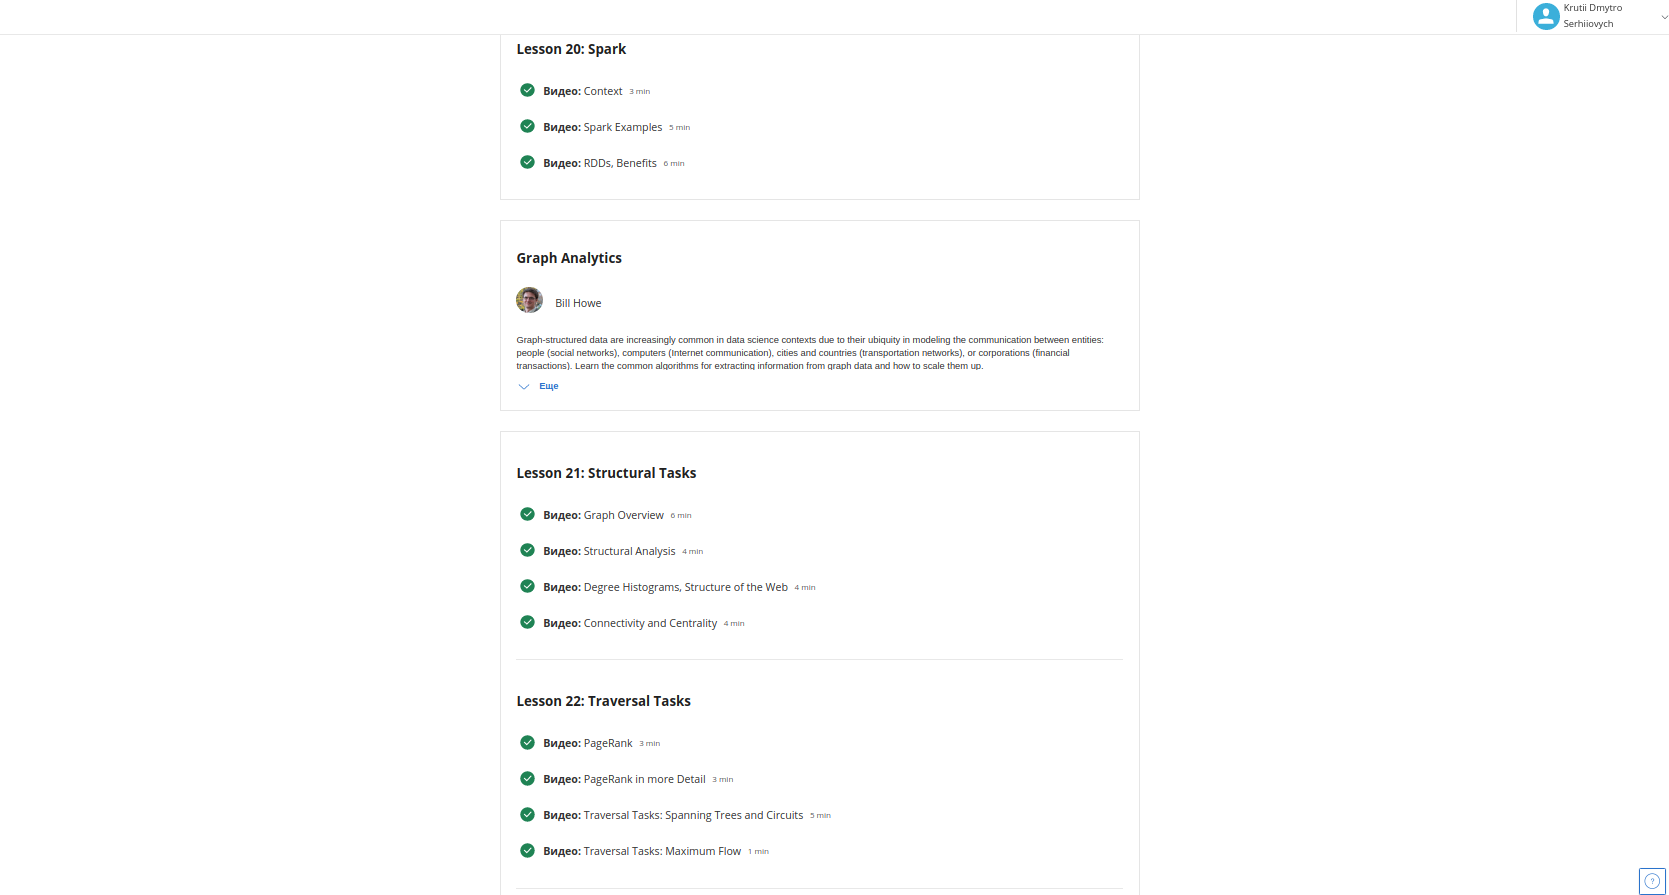 Krutii Dmytro
Serhiiovych
Lesson 20: Spark
Видео: Context 3 min
Видео: Spark Examples 5 min
Видео: RDDs, Benefits 6 min
Graph Analytics
Bill Howe
Graph-structured data are increasingly common in data science contexts due to their ubiquity in modeling the communication between entities:
people (social networks), computers (Internet communication), cities and countries (transportation networks), or corporations (financial
transactions). Learn the common algorithms for extracting information from graph data and how to scale them up.
Еще
Lesson 21: Structural Tasks
Видео: Graph Overview 6 min
Видео: Structural Analysis 4 min
Видео: Degree Histograms, Structure of the Web 4 min
Видео: Connectivity and Centrality 4 min
Lesson 22: Traversal Tasks
Видео: PageRank 3 min
Видео: PageRank in more Detail 3 min
Видео: Traversal Tasks: Spanning Trees and Circuits 5 min
Видео: Traversal Tasks: Maximum Flow 1 min
?